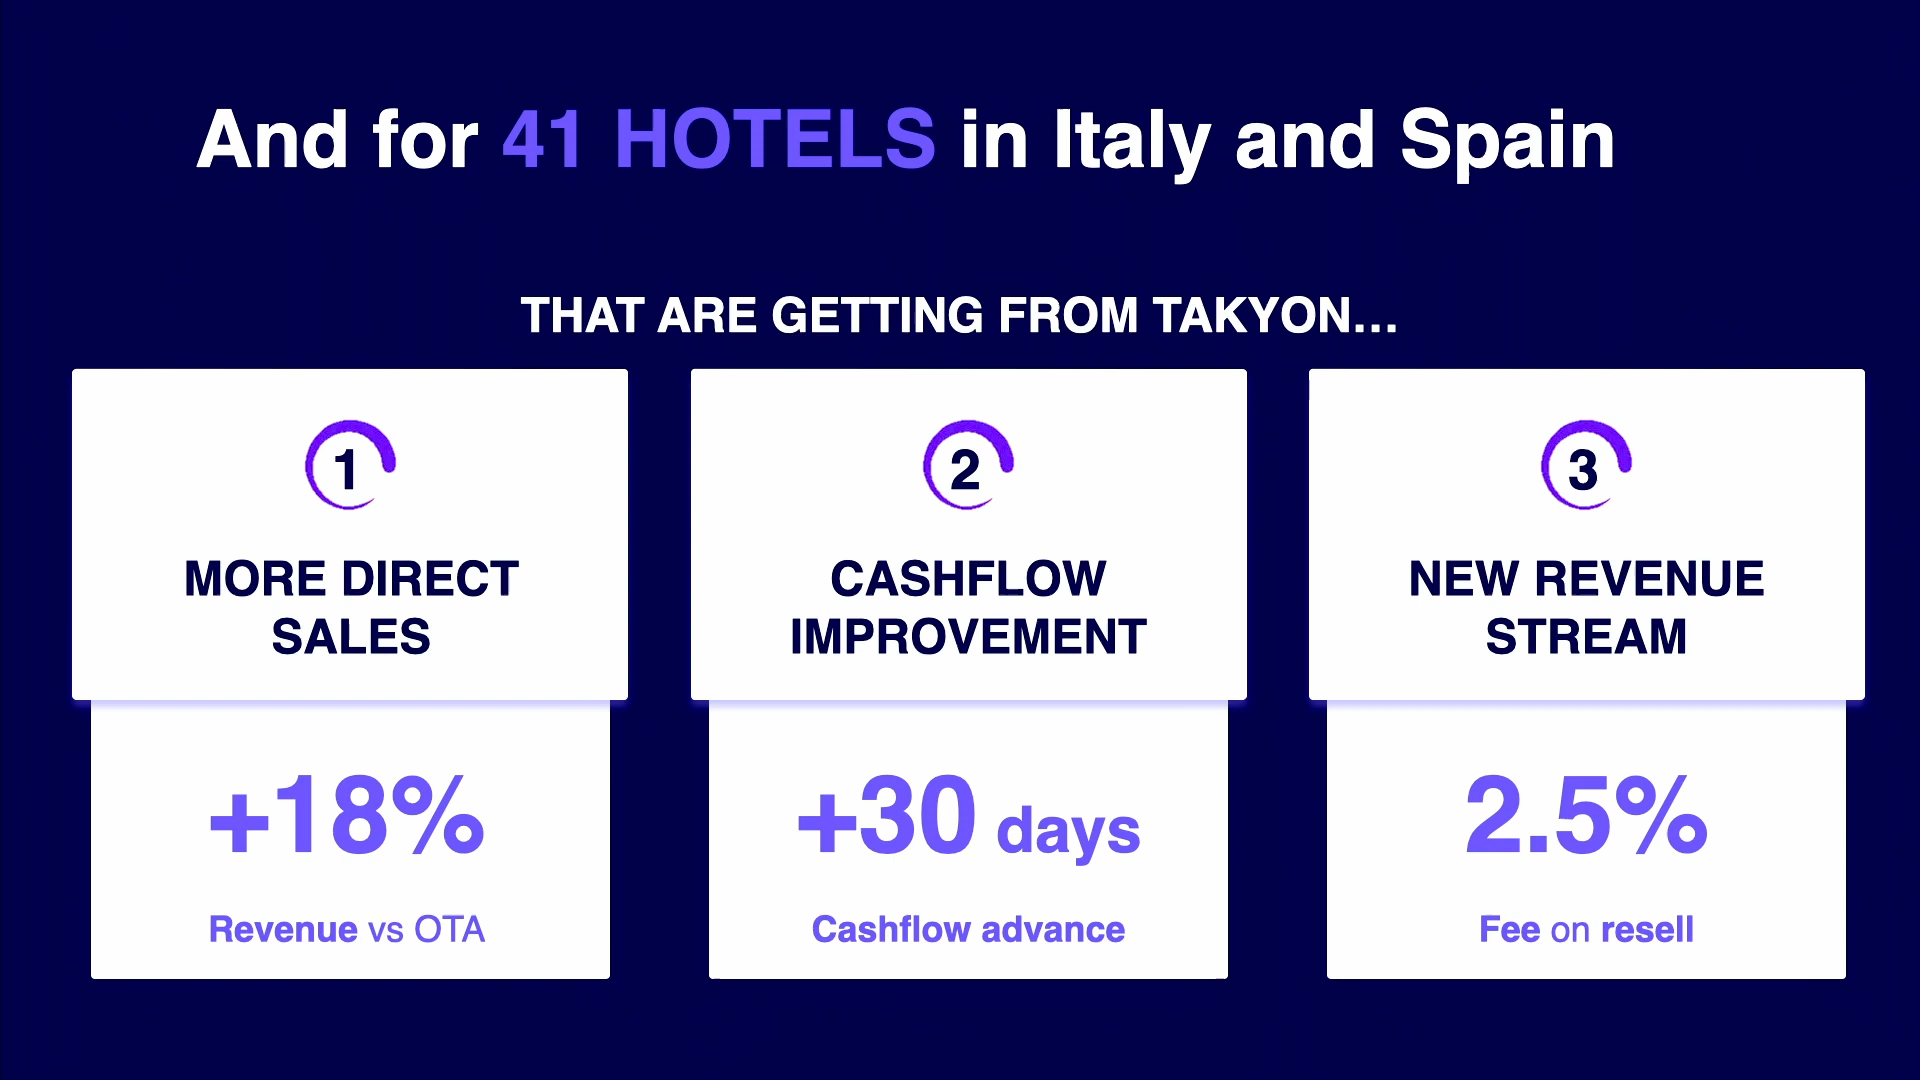 And for 41 HOTELS in Italy and Spain
THAT ARE GETTING FROM TAKYON...
1
MORE DIRECT
SALES
+18%
Revenue vs OTA
2
CASHFLOW
IMPROVEMENT
+30 days
Cashflow advance
3
NEW REVENUE
STREAM
2.5%
Fee on resell